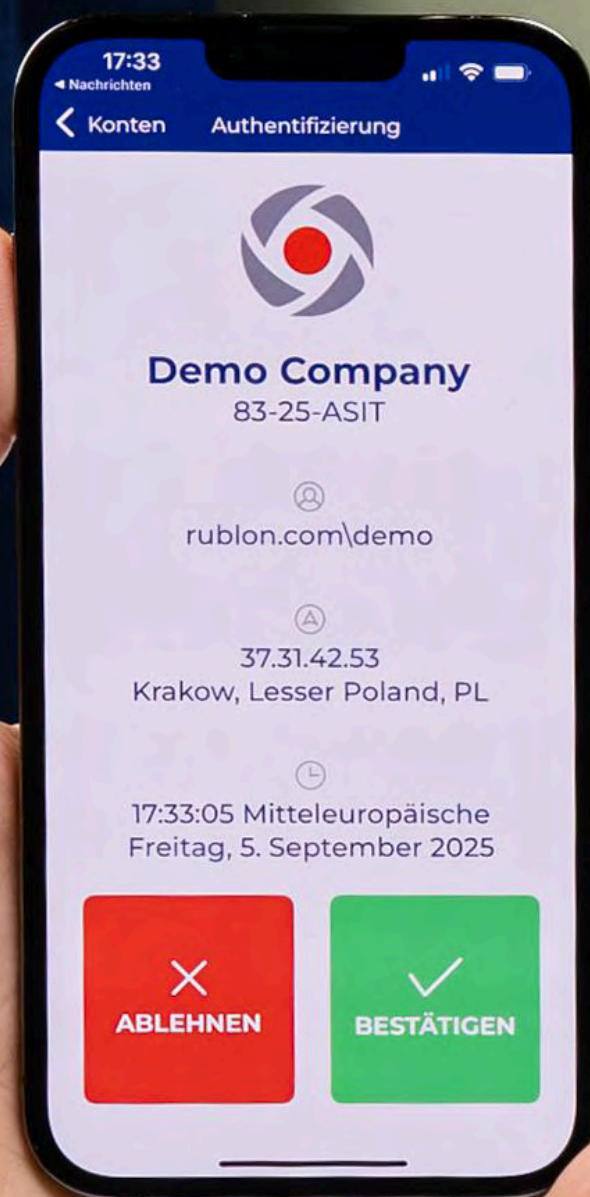 17:33
Nachrichten
Konten
Authentifizierung
Demo Company
83-25-ASIT
rublon.com\demo
37.31.42.53
Krakow, Lesser Poland, PL
17:33:05 Mitteleuropäische
Freitag, 5. September 2025
ABLEHNEN
BESTÄTIGEN